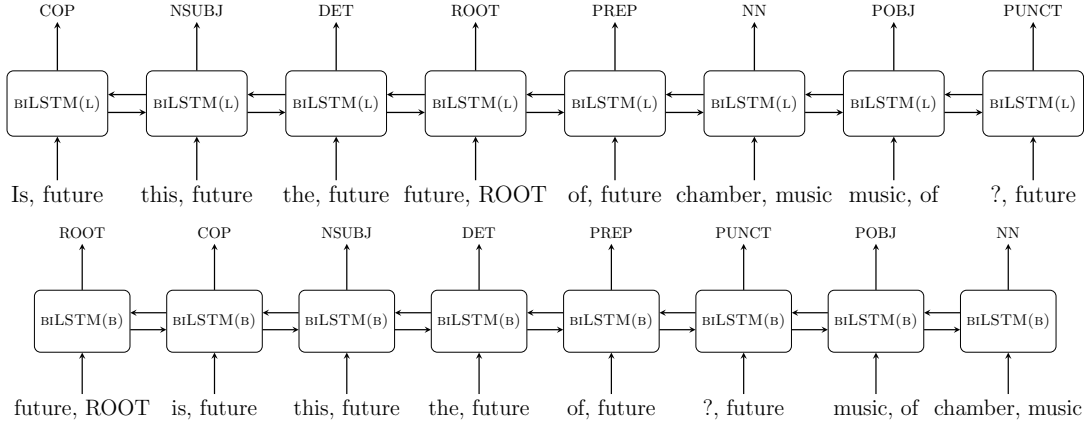 COP NSUBJ DET ROOT PREP NN POBJ PUNCT
BILSTM(L) BILSTM(L) BILSTM(L) BILSTM(L) BILSTM(L) BILSTM(L) BILSTM(L) BILSTM(L)
Is, future this, future the, future future, ROOT of, future chamber, music music, of ?, future
ROOT COP NSUBJ DET PREP PUNCT POBJ NN
BILSTM(B) BILSTM(B) BILSTM(B) BILSTM(B) BILSTM(B) BILSTM(B) BILSTM(B) BILSTM(B)
future, ROOT is, future this, future the, future of, future ?, future music, of chamber, music